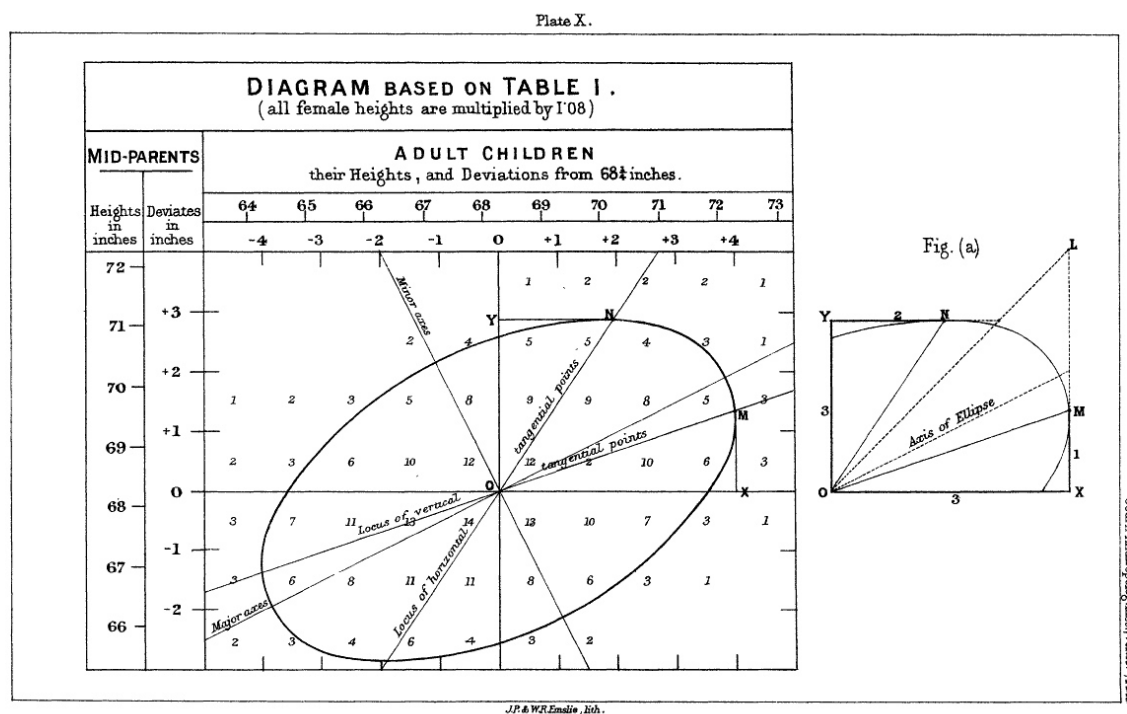 Plate X.
DIAGRAM BASED ON TABLE I.
(all female heights are multiplied by 1'08)
MID-PARENTS
ADULT CHILDREN
their Heights, and Deviations from 68¼ inches.
Heights in inches
Deviates in inches
64 65 66 67 68 69 70 71 72 73
-4 -3 -2 -1 0 +1 +2 +3 +4
72
1 2 2 2 1
Minor axes
+3
71
Y N
2 4 5 5 4 3 1
+2
tangential points
70
1 2 3 5 8 9 9 8 5 3
M
+1
tangential points
69
2 3 6 10 12 12 2 10 6 3
0
O X
68
Locus of vertical
3 7 11 13 14 13 10 7 3 1
-1
Locus of horizontal
67
3 6 8 11 11 8 6 3 1
Major axes
-2
66
2 3 4 6 4 3 2
Fig. (a)
L
Y 2 N
3
Axis of Ellipse
M
1
O 3 X
J.P. & W.R. Emslie, lith.